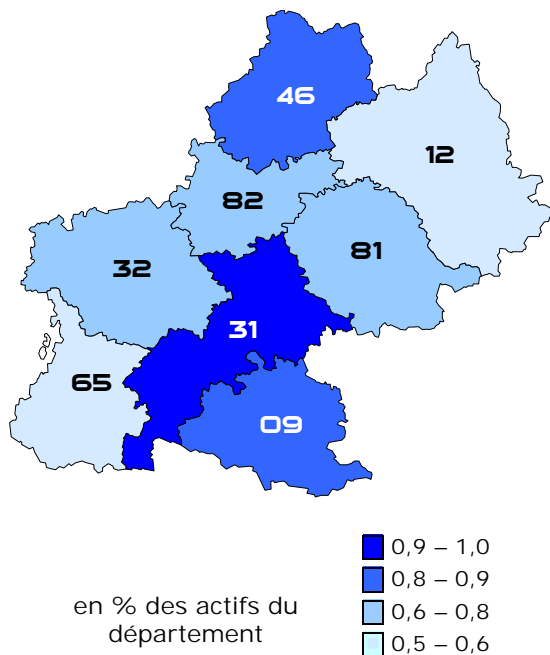 46
12
82
81
32
31
65
09
0,9 – 1,0
0,8 – 0,9
en % des actifs du
département
0,6 – 0,8
0,5 – 0,6